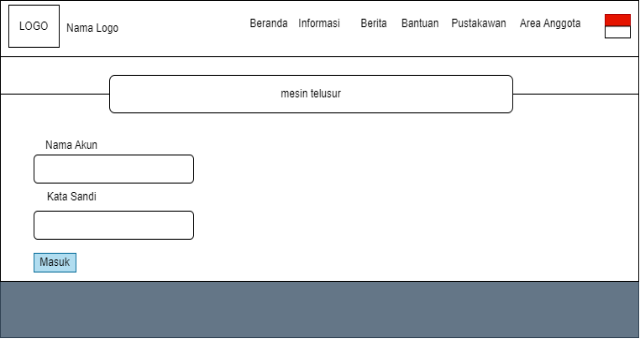 LOGO Nama Logo Beranda Informasi Berita Bantuan Pustakawan Area Anggota
mesin telusur
Nama Akun
Kata Sandi
Masuk